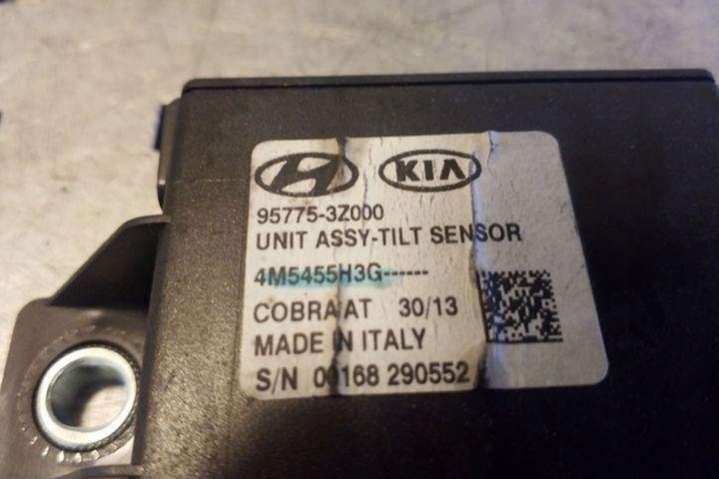 KIA
95775-3Z000
UNIT ASSY-TILT SENSOR
4M5455H3G------
COBRA AT 30/13
MADE IN ITALY
S/N 00168 290552